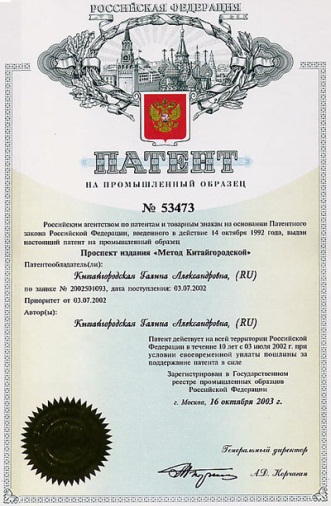 РОССИЙСКАЯ ФЕДЕРАЦИЯ
ПАТЕНТ
НА ПРОМЫШЛЕННЫЙ ОБРАЗЕЦ
№ 53473
Российским агентством по патентам и товарным знакам на основании Патентного
закона Российской Федерации, введенного в действие 14 октября 1992 года, выдан
настоящий патент на промышленный образец
Проспект издания «Метод Китайгородской»
Патентообладатель(ли):
Китайгородская Галина Александровна, (RU)
по заявке № 2002501093, дата поступления: 03.07.2002
Приоритет от 03.07.2002
Автор(ы):
Китайгородская Галина Александровна, (RU)
Патент действует на всей территории Российской
Федерации в течение 10 лет с 03 июля 2002 г. при
условии своевременной уплаты пошлины за
поддержание патента в силе
Зарегистрирован в Государственном
реестре промышленных образцов
Российской Федерации
г. Москва, 16 октября 2003 г.
Генеральный директор
А.Д. Корчагин